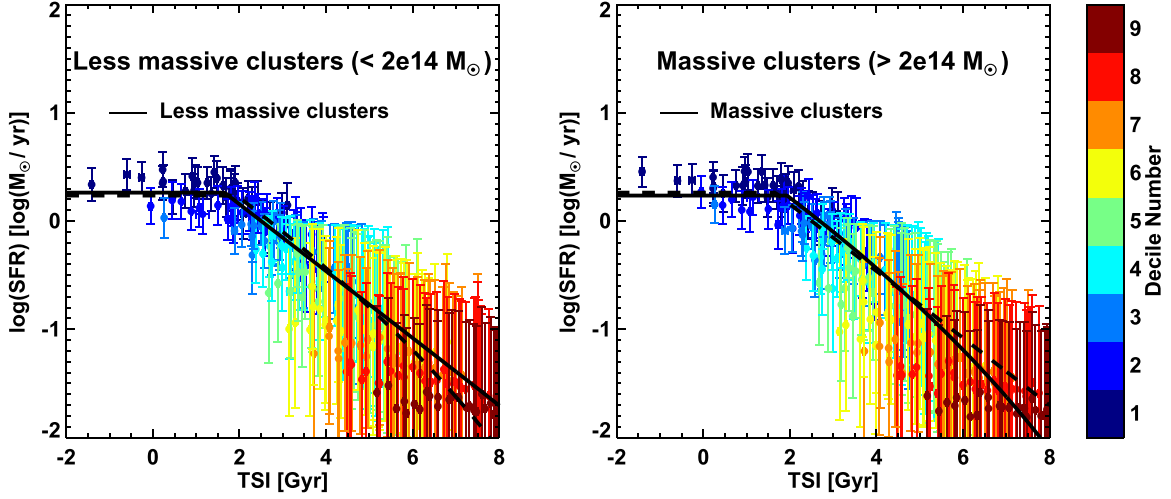 Less massive clusters (< 2e14 M⊙)
Less massive clusters
log(SFR) [log(M⊙/ yr)]
2
1
0
-1
-2
-2 0 2 4 6 8
TSI [Gyr]
Massive clusters (> 2e14 M⊙)
Massive clusters
log(SFR) [log(M⊙/ yr)]
2
1
0
-1
-2
-2 0 2 4 6 8
TSI [Gyr]
9
8
7
6
5
4
3
2
1
Decile Number